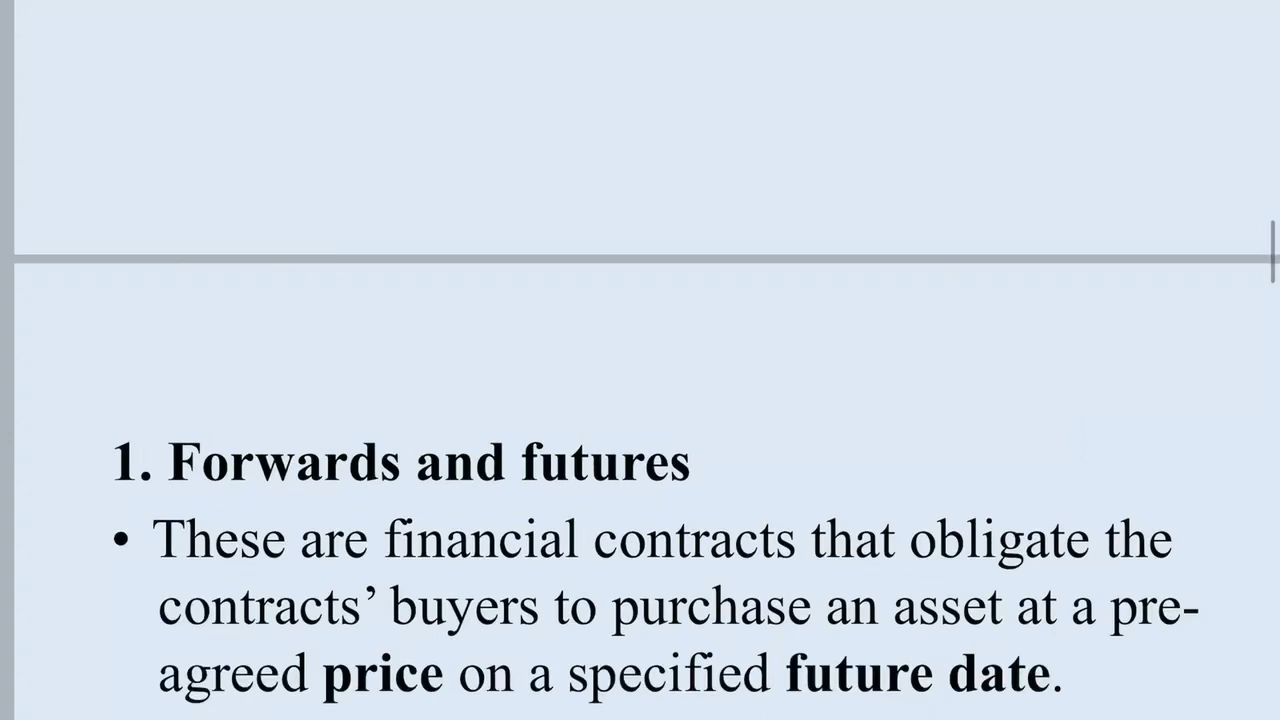 1. Forwards and futures
• These are financial contracts that obligate the
contracts’ buyers to purchase an asset at a pre-
agreed price on a specified future date.